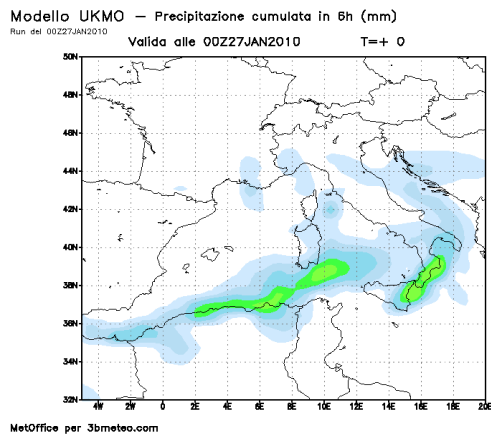 Modello UKMO – Precipitazione cumulata in 6h (mm)
Run del 00Z27JAN2010
Valida alle 00Z27JAN2010 T=+ 0
50N
48N
46N
44N
42N
40N
38N
36N
34N
32N
4W 2W 0 2E 4E 6E 8E 10E 12E 14E 16E 18E 20E
MetOffice per 3bmeteo.com